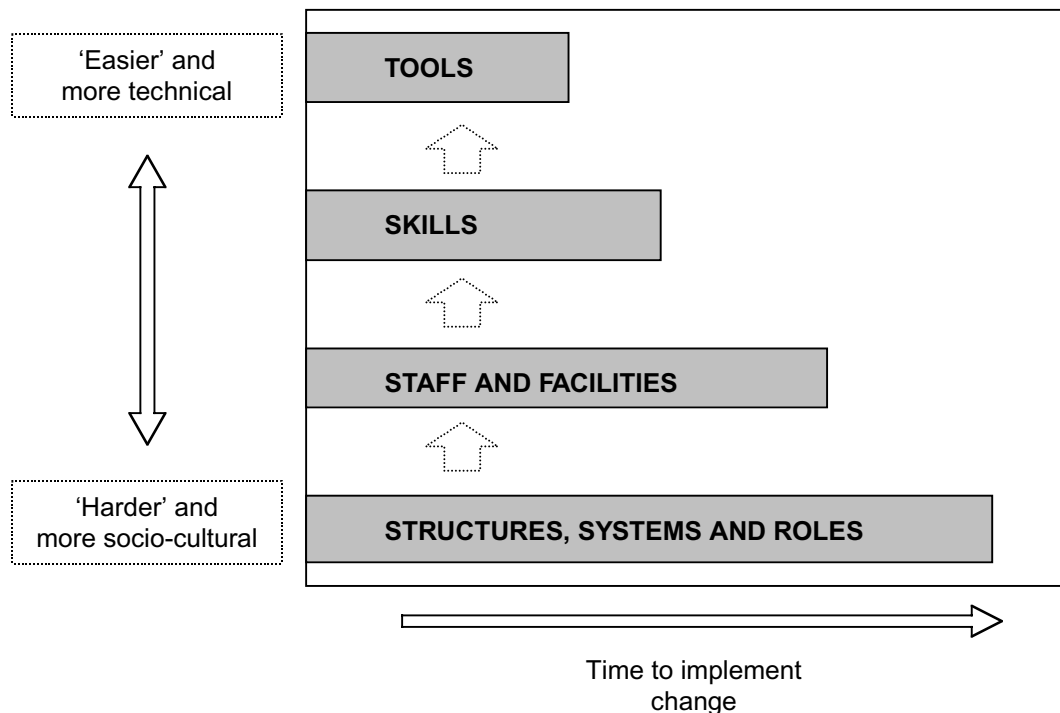 ‘Easier’ and
more technical
TOOLS
SKILLS
STAFF AND FACILITIES
‘Harder’ and
more socio-cultural
STRUCTURES, SYSTEMS AND ROLES
Time to implement
change